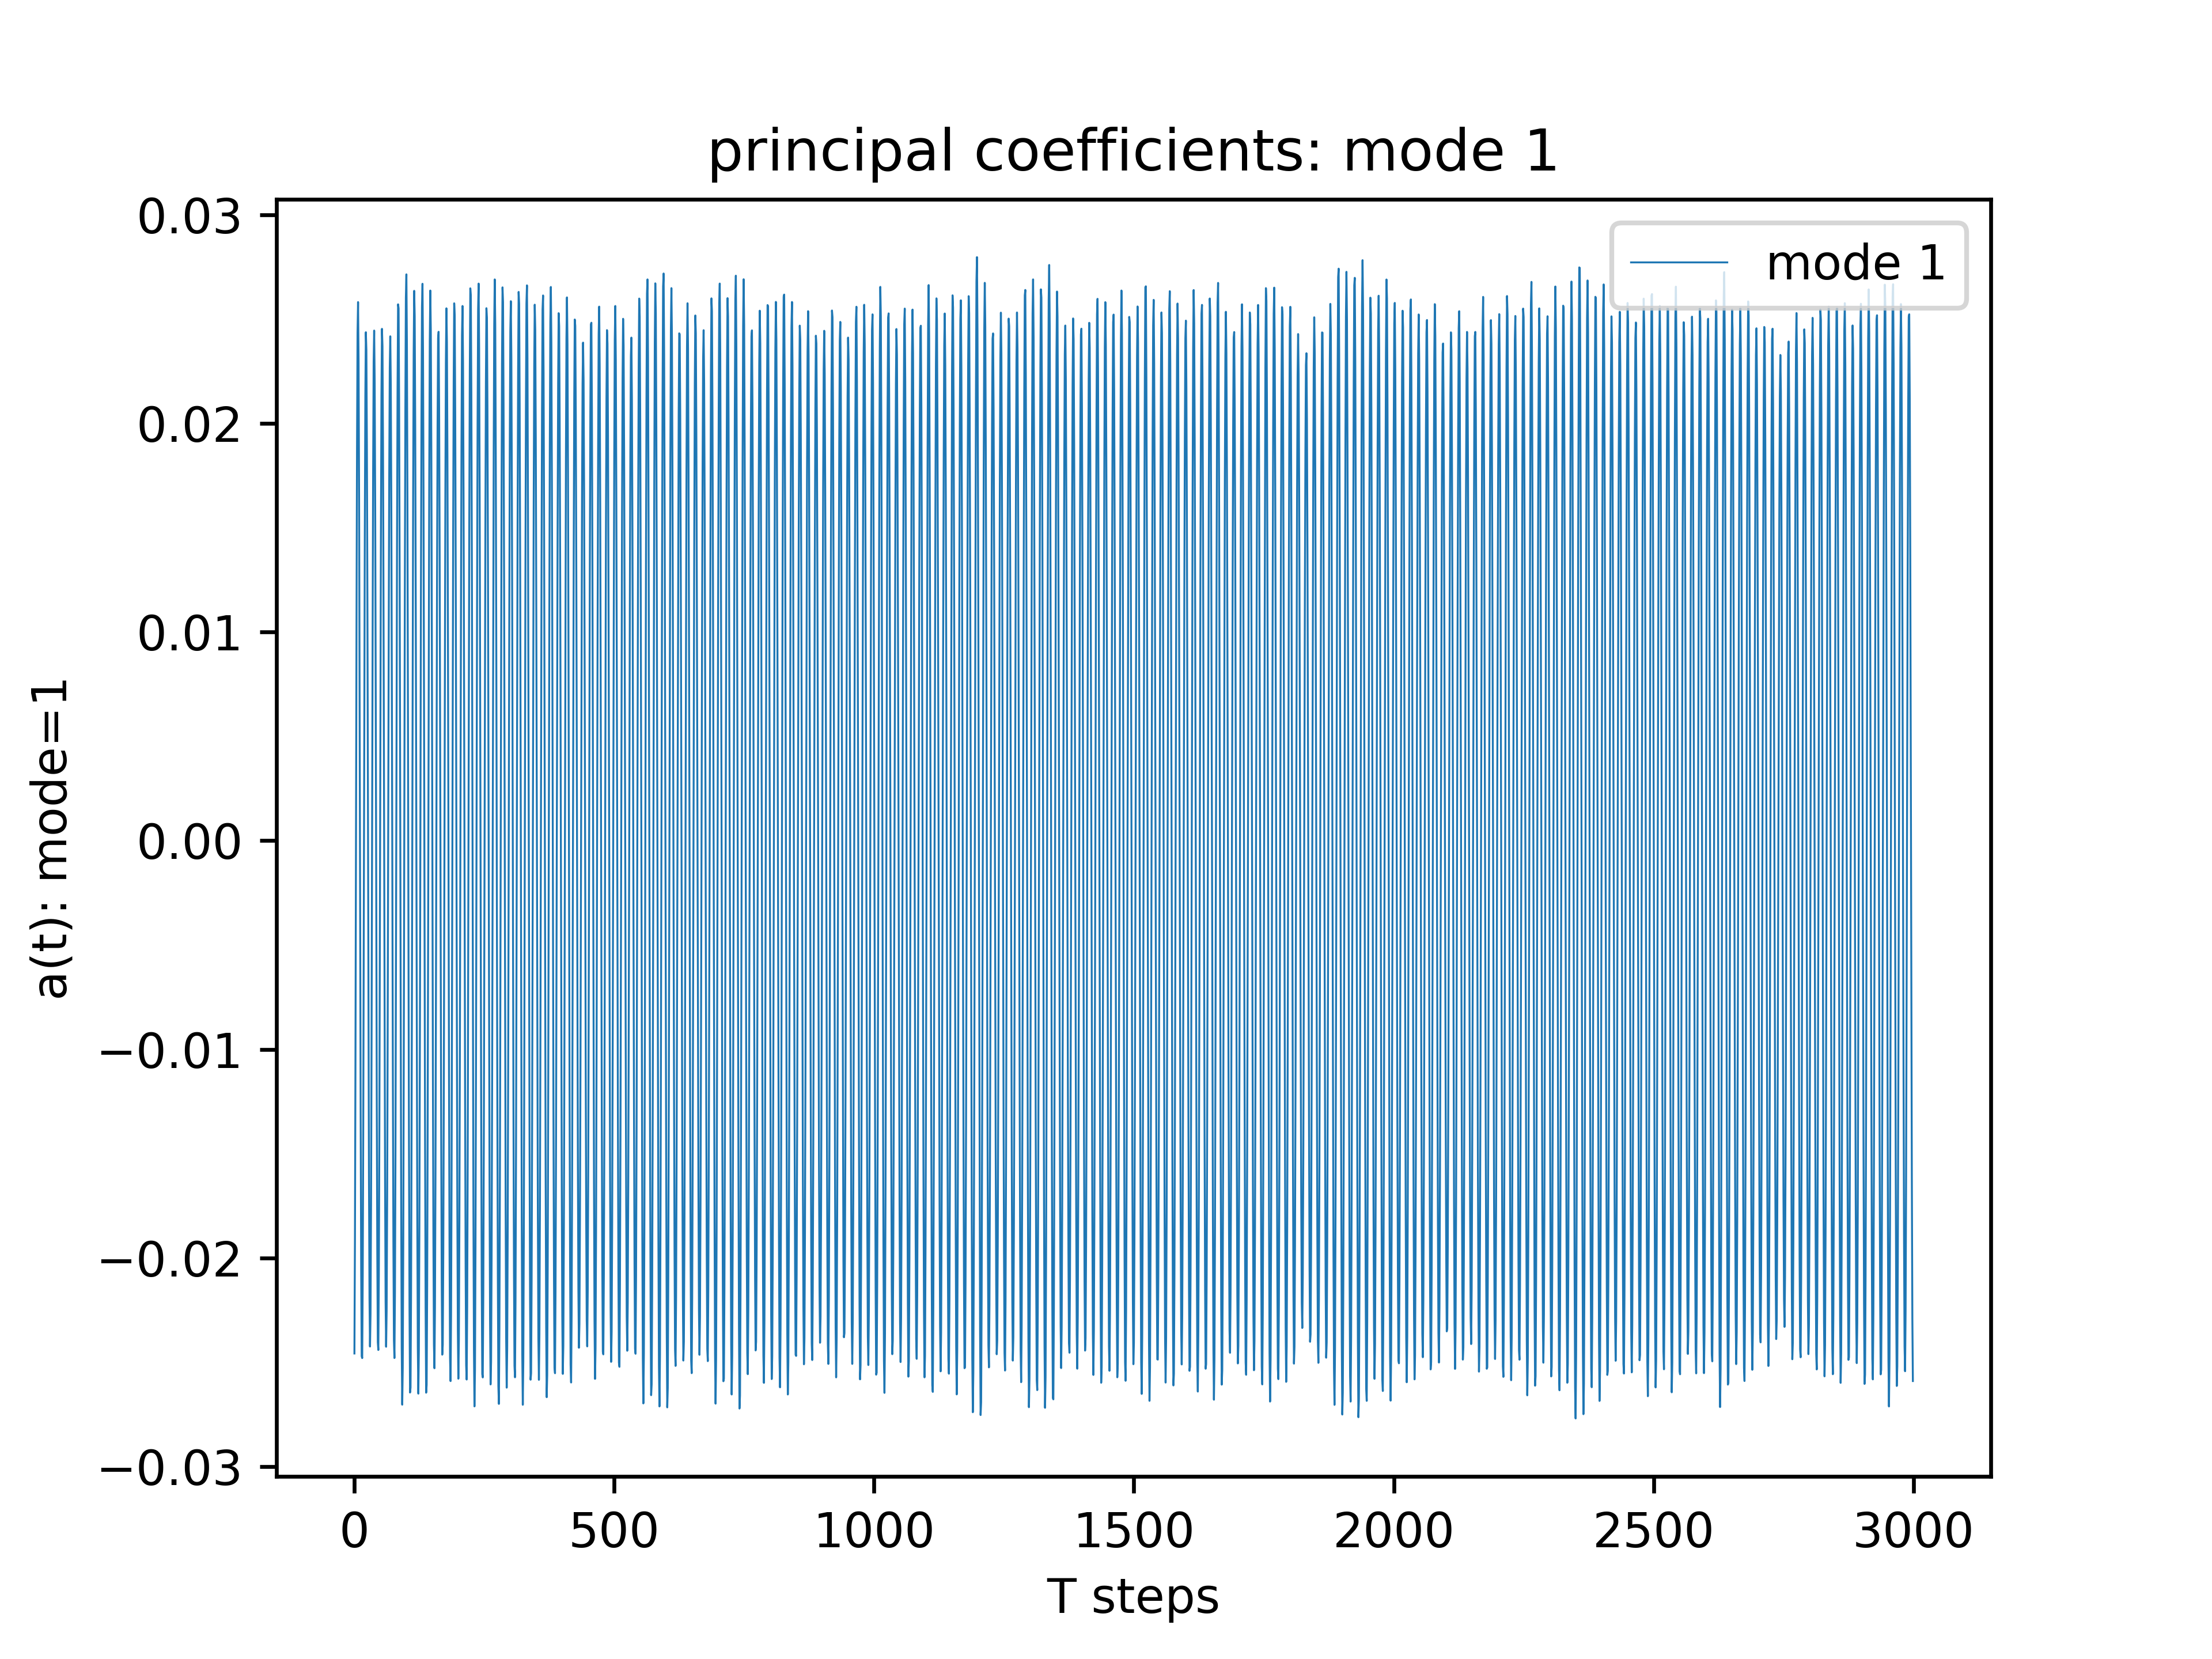 principal coefficients: mode 1
mode 1
0.03
0.02
0.01
0.00
−0.01
−0.02
−0.03
a(t): mode=1
0 500 1000 1500 2000 2500 3000
T steps